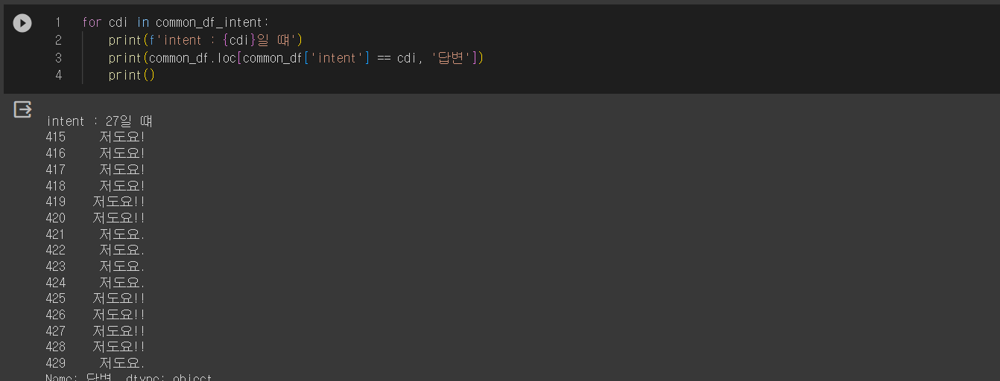 1 for cdi in common_df_intent:
2 print(f'intent : {cdi}일 떄')
3 print(common_df.loc[common_df['intent'] == cdi, '답변'])
4 print()
intent : 27일 떄
415 저도요!
416 저도요!
417 저도요!
418 저도요!
419 저도요!!
420 저도요!!
421 저도요.
422 저도요.
423 저도요.
424 저도요.
425 저도요!!
426 저도요!!
427 저도요!!
428 저도요!!
429 저도요.
Name: 답변, dtype: object